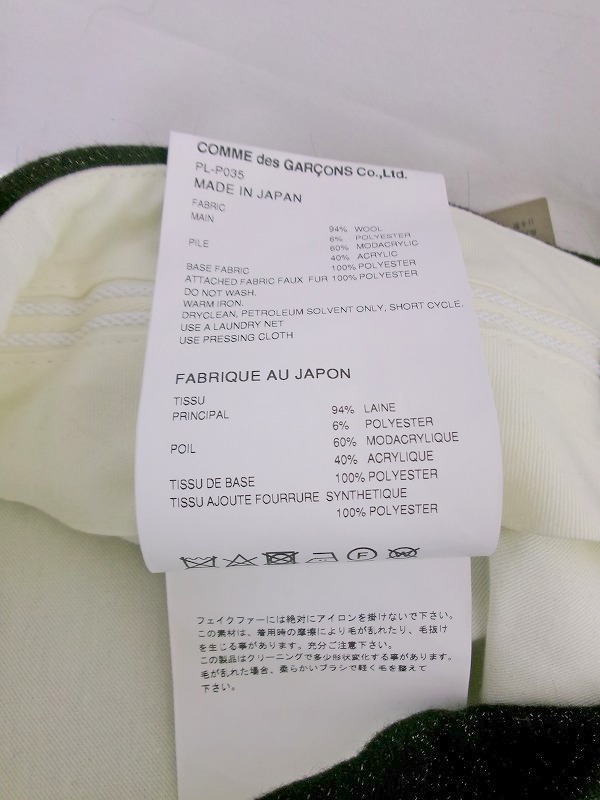 COMME des GARÇONS Co.,Ltd.
PL-P035
MADE IN JAPAN
FABRIC
MAIN 94% WOOL
6% POLYESTER
PILE 60% MODACRYLIC
40% ACRYLIC
BASE FABRIC 100% POLYESTER
ATTACHED FABRIC FAUX FUR 100% POLYESTER
DO NOT WASH.
WARM IRON.
DRYCLEAN, PETROLEUM SOLVENT ONLY, SHORT CYCLE.
USE A LAUNDRY NET
USE PRESSING CLOTH
FABRIQUE AU JAPON
TISSU
PRINCIPAL 94% LAINE
6% POLYESTER
POIL 60% MODACRYLIQUE
40% ACRYLIQUE
TISSU DE BASE 100% POLYESTER
TISSU AJOUTE FOURRURE SYNTHETIQUE
100% POLYESTER
フェイクファーには絶対にアイロンを掛けないで下さい。
この素材は、着用時の摩擦により毛が乱れたり、毛抜け
を生じる事があります。充分ご注意下さい。
この製品はクリーニングで多少形状変化する事があります。
毛が乱れた場合、柔らかいブラシで軽く毛を整えて
下さい。